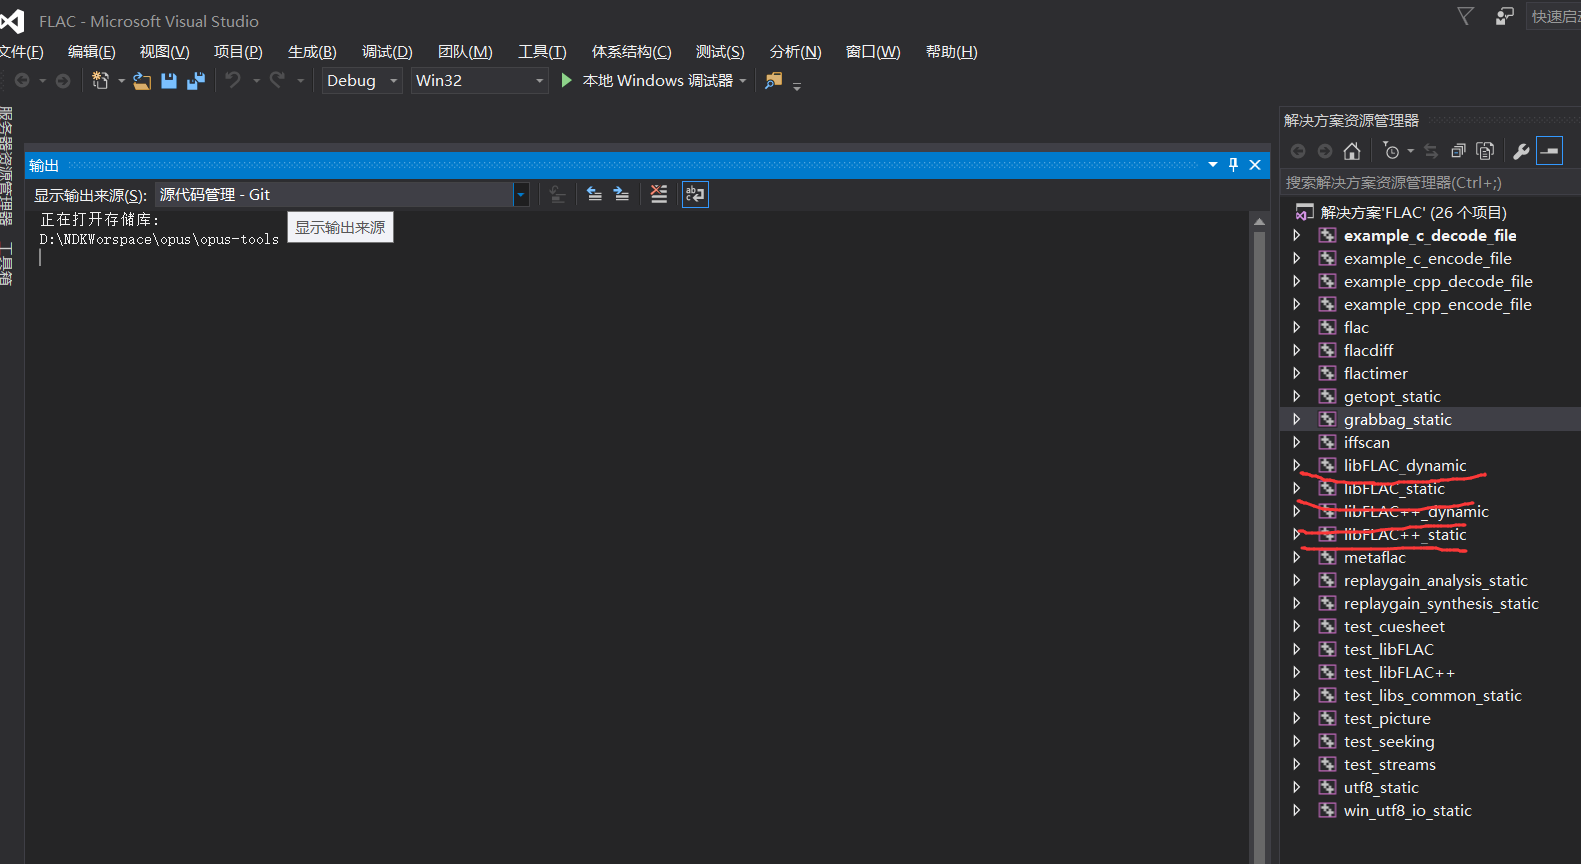 FLAC - Microsoft Visual Studio
快速启动
文件(F) 编辑(E) 视图(V) 项目(P) 生成(B) 调试(D) 团队(M) 工具(T) 体系结构(C) 测试(S) 分析(N) 窗口(W) 帮助(H)
Debug Win32 本地 Windows 调试器
服务器资源管理器
工具箱
输出
显示输出来源(S): 源代码管理 - Git
正在打开存储库:
D:\NDKWorspace\opus\opus-tools
显示输出来源
解决方案资源管理器
搜索解决方案资源管理器(Ctrl+;)
解决方案'FLAC' (26 个项目)
example_c_decode_file
example_c_encode_file
example_cpp_decode_file
example_cpp_encode_file
flac
flacdiff
flactimer
getopt_static
grabbag_static
iffscan
libFLAC_dynamic
libFLAC_static
libFLAC++_dynamic
libFLAC++_static
metaflac
replaygain_analysis_static
replaygain_synthesis_static
test_cuesheet
test_libFLAC
test_libFLAC++
test_libs_common_static
test_picture
test_seeking
test_streams
utf8_static
win_utf8_io_static